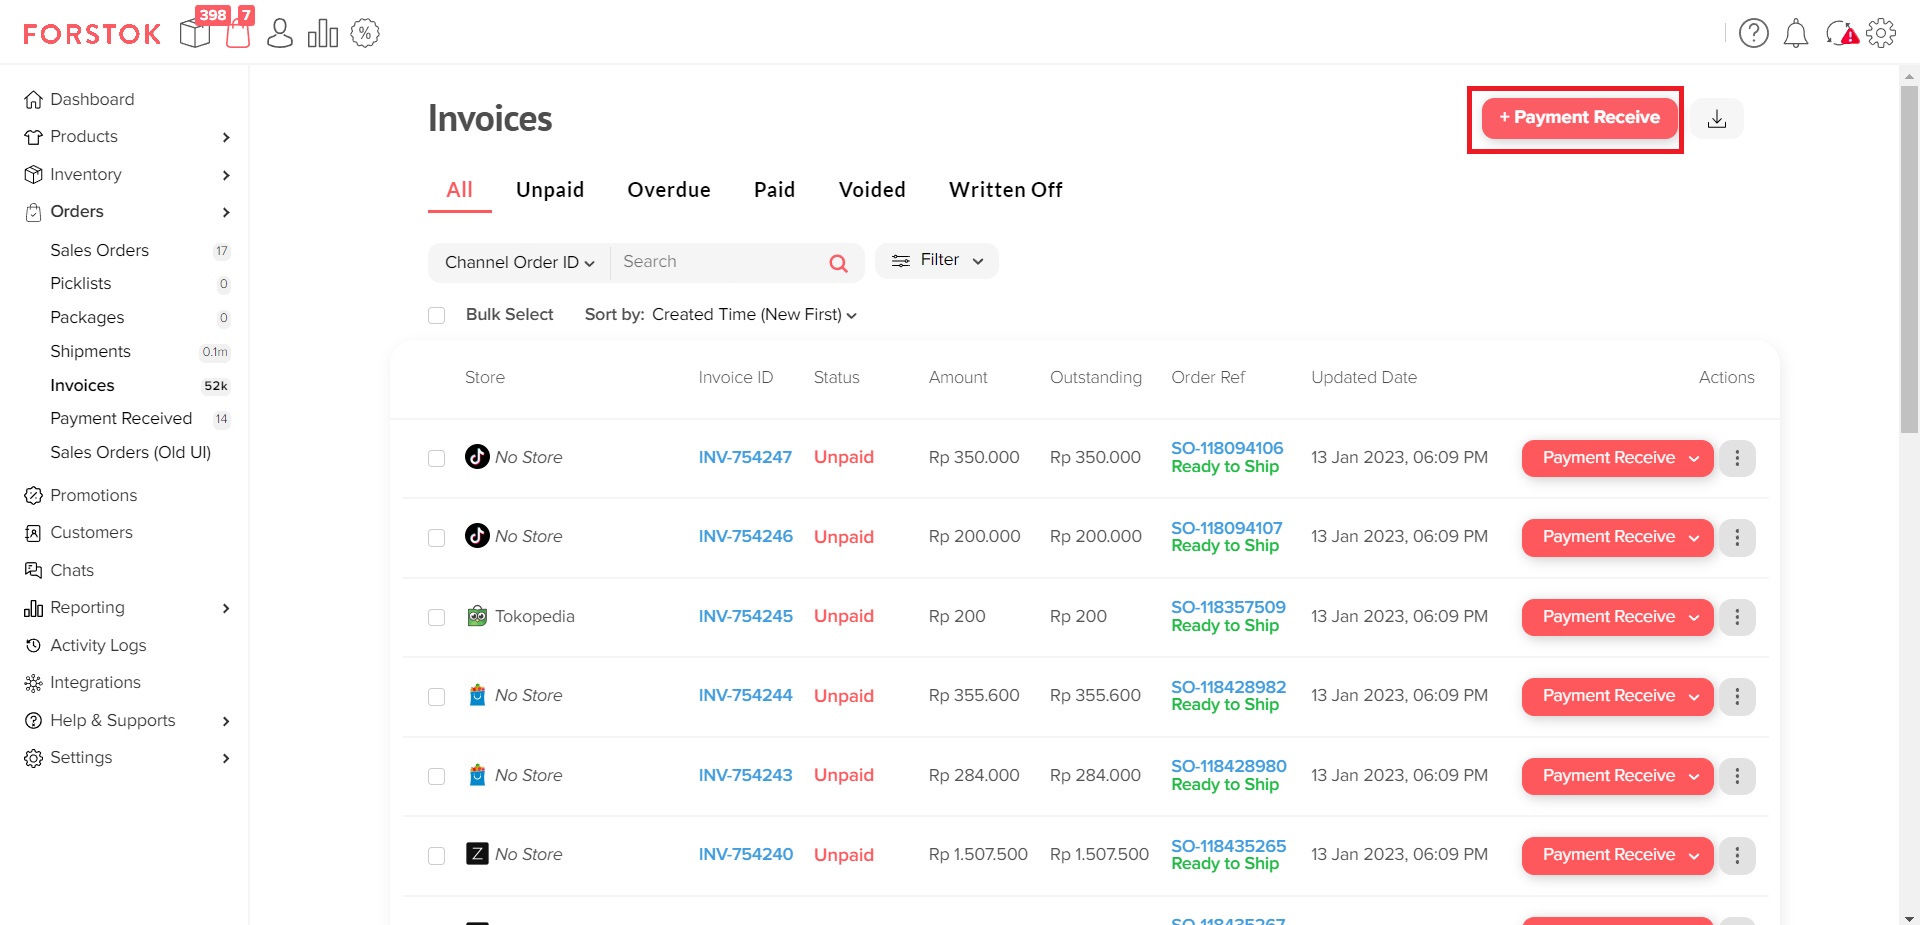 FORSTOK
398
7
Dashboard
Products
Inventory
Orders
Sales Orders 17
Picklists 0
Packages 0
Shipments 0.1m
Invoices 52k
Payment Received 14
Sales Orders (Old UI)
Promotions
Customers
Chats
Reporting
Activity Logs
Integrations
Help & Supports
Settings
Invoices
+ Payment Receive
All Unpaid Overdue Paid Voided Written Off
Channel Order ID Search Filter
Bulk Select Sort by: Created Time (New First)
Store Invoice ID Status Amount Outstanding Order Ref Updated Date Actions
No Store INV-754247 Unpaid Rp 350.000 Rp 350.000 SO-118094106 13 Jan 2023, 06:09 PM Payment Receive
Ready to Ship
No Store INV-754246 Unpaid Rp 200.000 Rp 200.000 SO-118094107 13 Jan 2023, 06:09 PM Payment Receive
Ready to Ship
Tokopedia INV-754245 Unpaid Rp 200 Rp 200 SO-118357509 13 Jan 2023, 06:09 PM Payment Receive
Ready to Ship
No Store INV-754244 Unpaid Rp 355.600 Rp 355.600 SO-118428982 13 Jan 2023, 06:09 PM Payment Receive
Ready to Ship
No Store INV-754243 Unpaid Rp 284.000 Rp 284.000 SO-118428980 13 Jan 2023, 06:09 PM Payment Receive
Ready to Ship
Z No Store INV-754240 Unpaid Rp 1.507.500 Rp 1.507.500 SO-118435265 13 Jan 2023, 06:09 PM Payment Receive
Ready to Ship